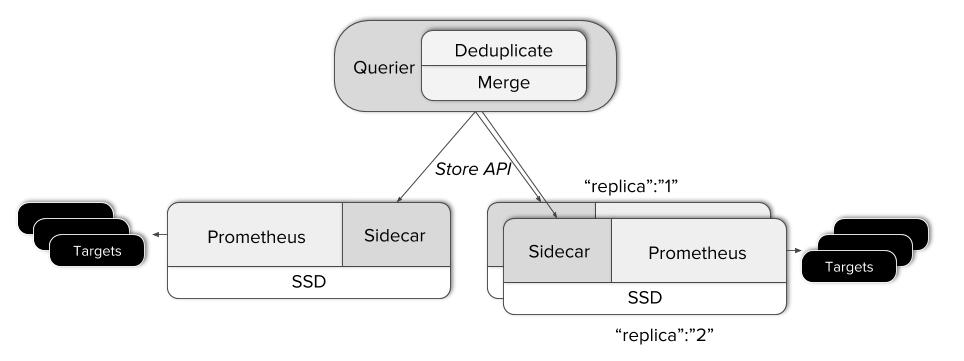 Deduplicate
Querier
Merge
Store API
“replica”:”1”
Prometheus
Sidecar
SSD
Targets
Sidecar
Prometheus
SSD
Targets
“replica”:”2”